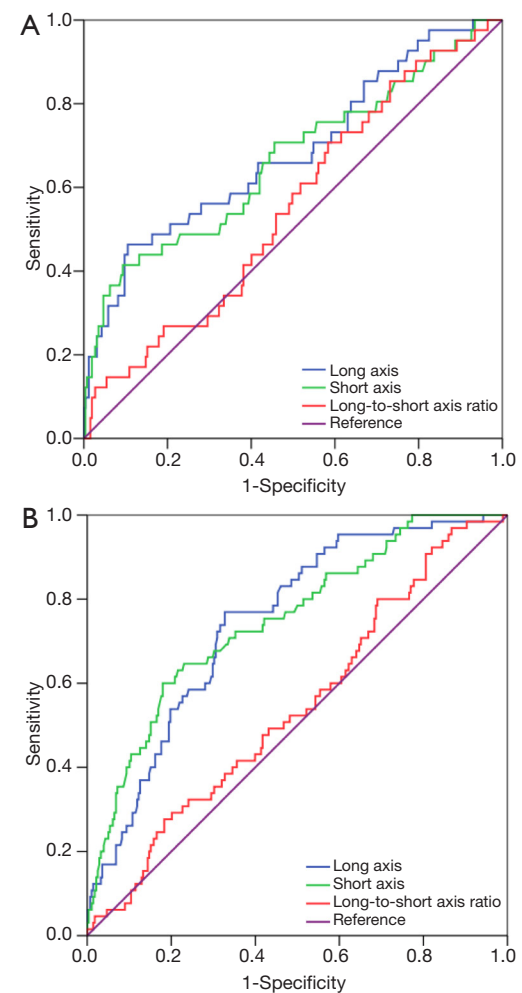 A
1.0
0.8
0.6
0.4
0.2
0.0
Sensitivity
Long axis
Short axis
Long-to-short axis ratio
Reference
0.0 0.2 0.4 0.6 0.8 1.0
1-Specificity
B
1.0
0.8
0.6
0.4
0.2
0.0
Sensitivity
Long axis
Short axis
Long-to-short axis ratio
Reference
0.0 0.2 0.4 0.6 0.8 1.0
1-Specificity